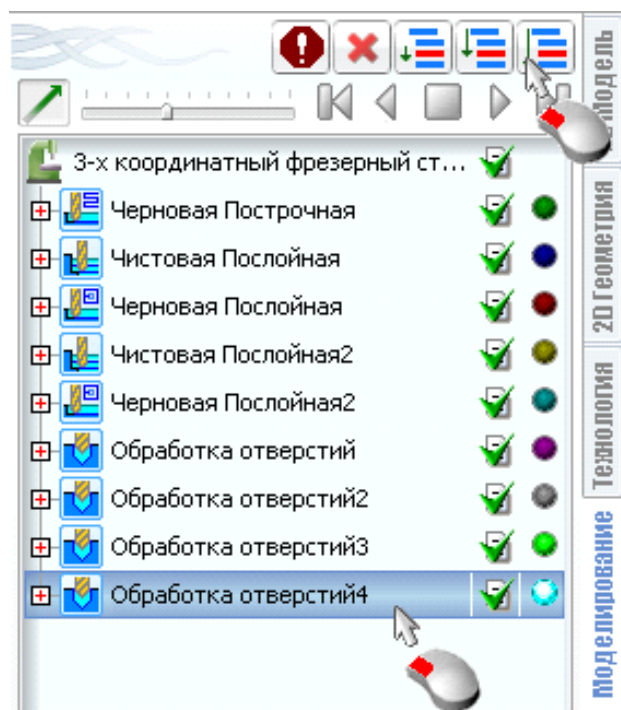 3-х координатный фрезерный ст...
Черновая Построчная
Чистовая Послойная
Черновая Послойная
Чистовая Послойная2
Черновая Послойная2
Обработка отверстий
Обработка отверстий2
Обработка отверстий3
Обработка отверстий4
Модель
2D Геометрия
Технология
Моделирование